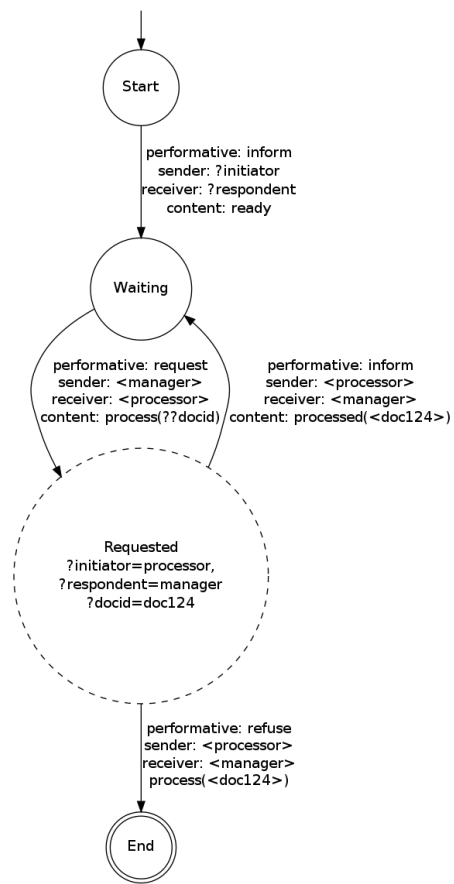 Start
performative: inform
sender: ?initiator
receiver: ?respondent
content: ready
Waiting
performative: request
sender: <manager>
receiver: <processor>
content: process(??docid)
performative: inform
sender: <processor>
receiver: <manager>
content: processed(<doc124>)
Requested
?initiator=processor,
?respondent=manager
?docid=doc124
performative: refuse
sender: <processor>
receiver: <manager>
process(<doc124>)
End